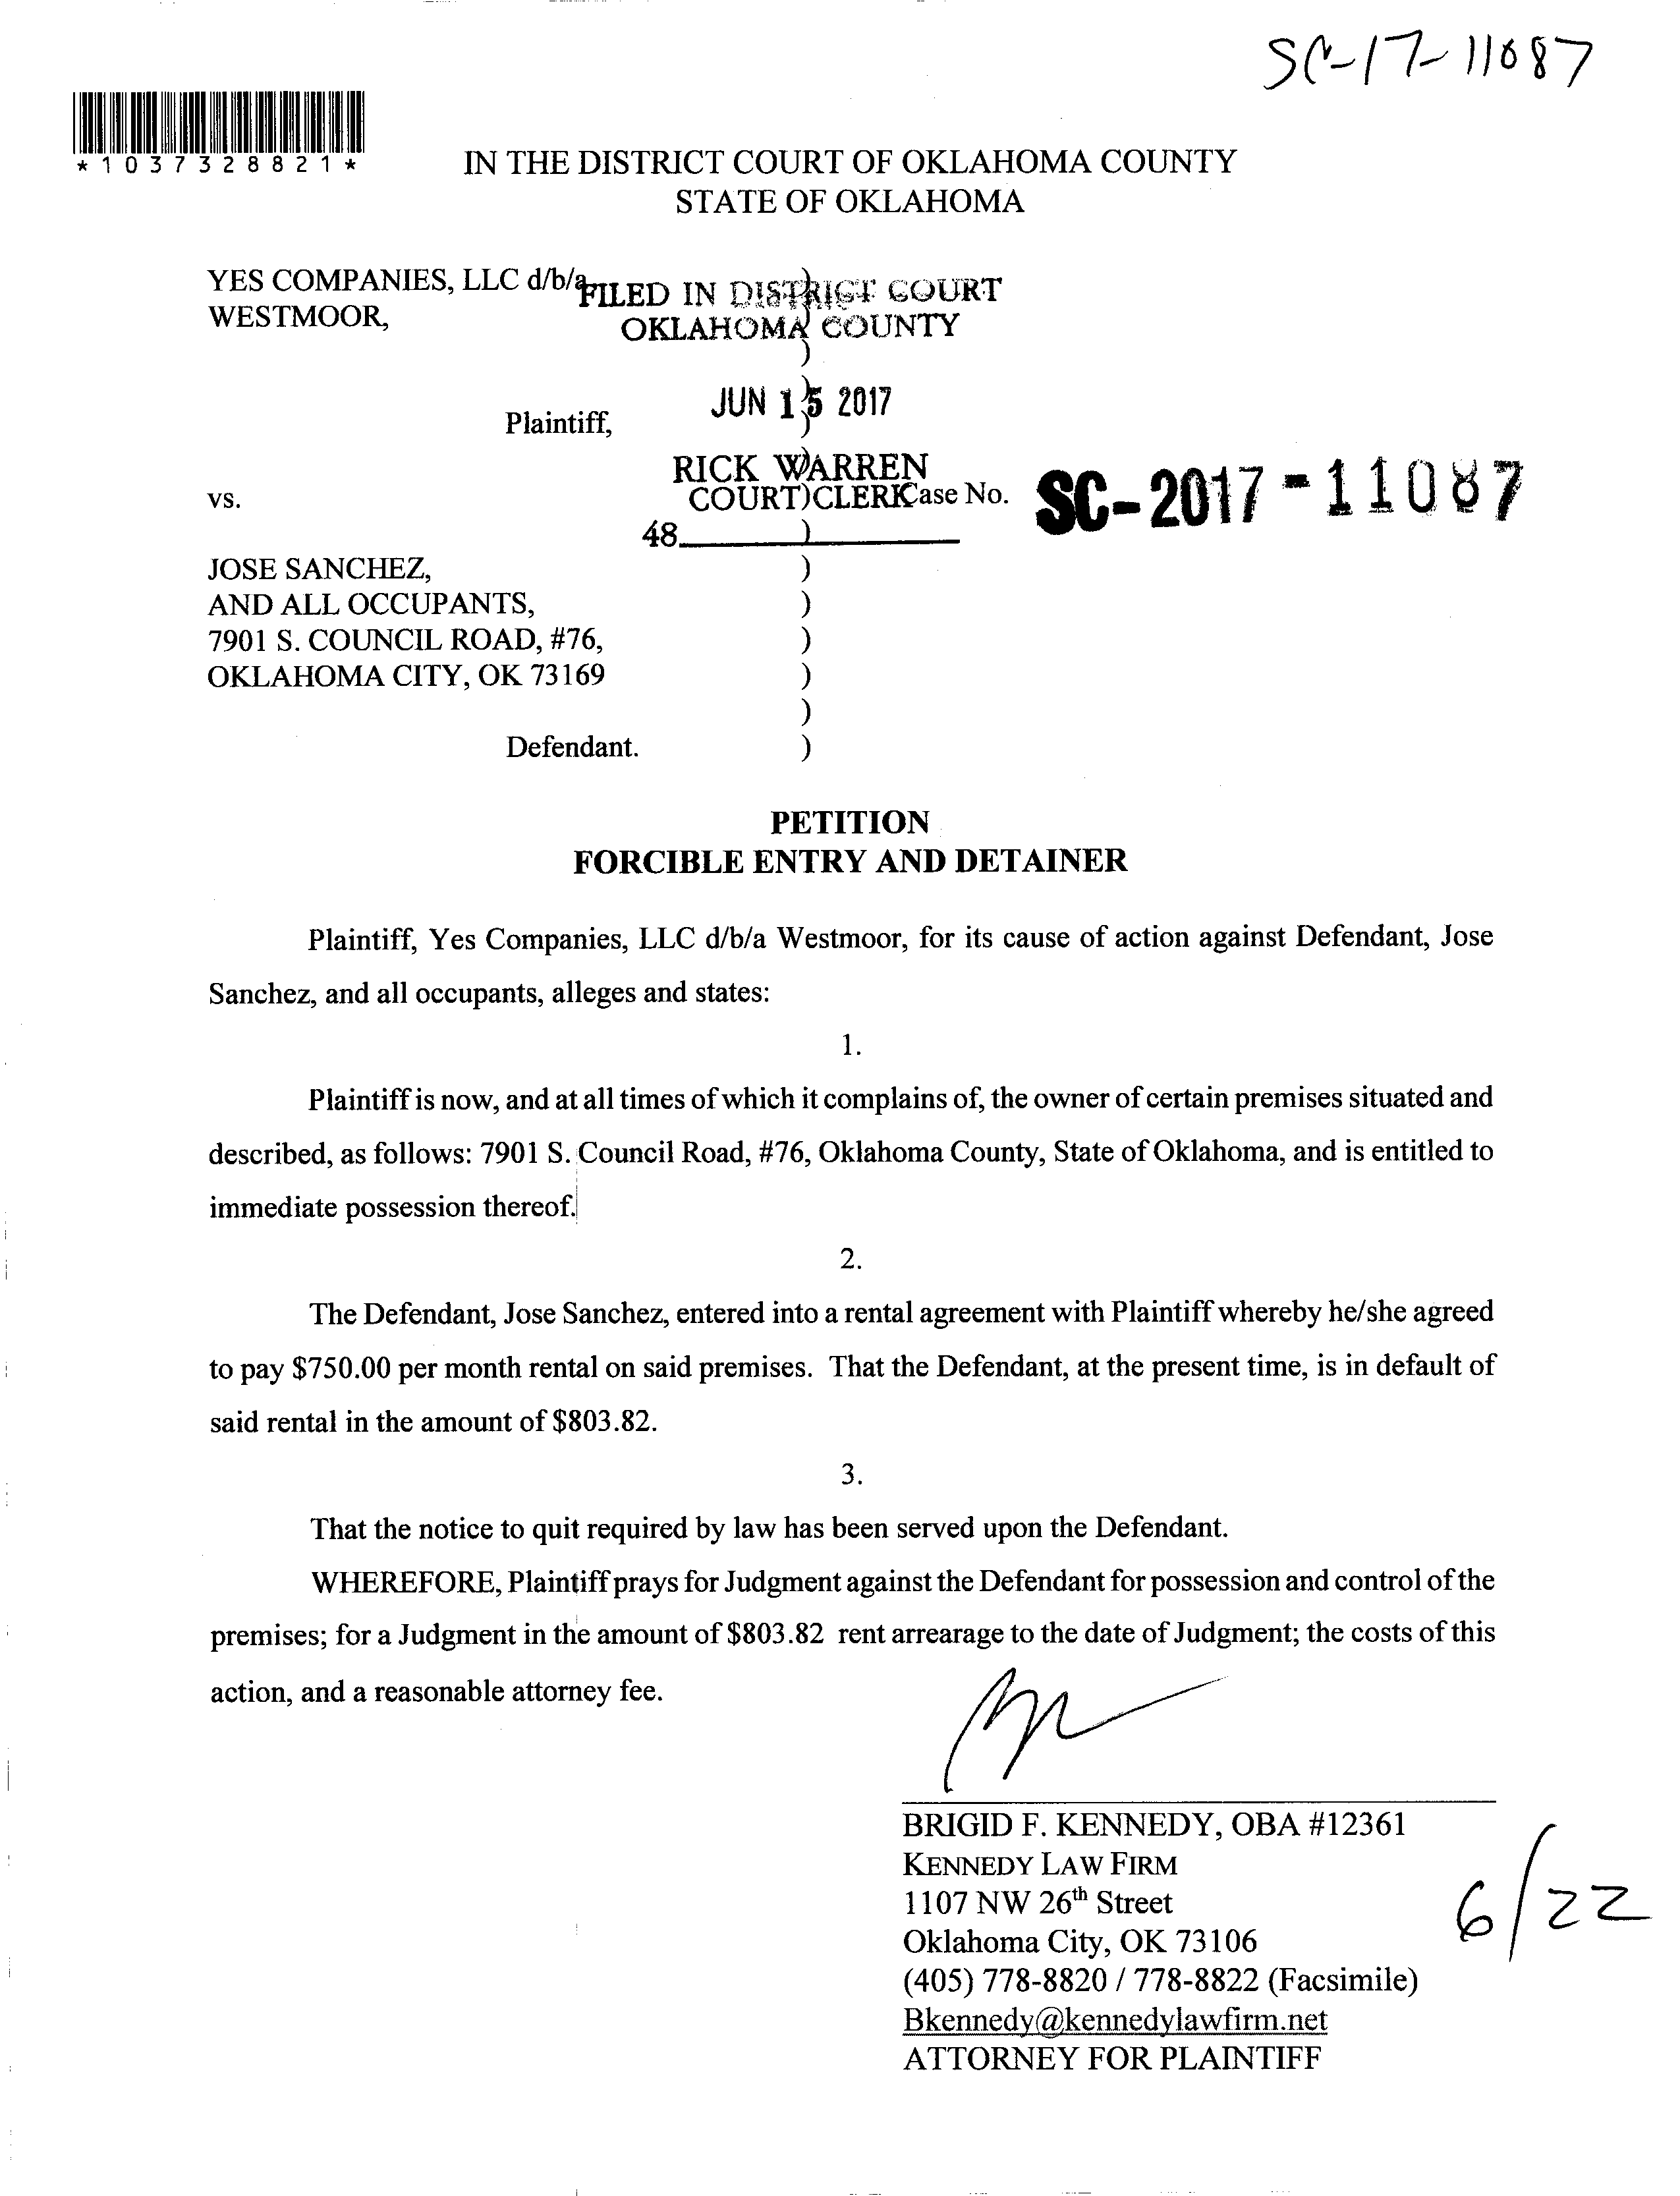 SC-17-11087
*1037328821*
IN THE DISTRICT COURT OF OKLAHOMA COUNTY
STATE OF OKLAHOMA
YES COMPANIES, LLC d/b/a
WESTMOOR,
FILED IN DISTRICT COURT
OKLAHOMA COUNTY
)
)
)
JUN 15 2017
)
Plaintiff,
)
RICK WARREN
COURT CLERK
)
vs.
)
Case No.
SC-2017-11087
48
)
JOSE SANCHEZ,
)
AND ALL OCCUPANTS,
)
7901 S. COUNCIL ROAD, #76,
)
OKLAHOMA CITY, OK 73169
)
)
Defendant.
)
PETITION
FORCIBLE ENTRY AND DETAINER
Plaintiff, Yes Companies, LLC d/b/a Westmoor, for its cause of action against Defendant, Jose
Sanchez, and all occupants, alleges and states:
1.
Plaintiff is now, and at all times of which it complains of, the owner of certain premises situated and
described, as follows: 7901 S. Council Road, #76, Oklahoma County, State of Oklahoma, and is entitled to
immediate possession thereof.
2.
The Defendant, Jose Sanchez, entered into a rental agreement with Plaintiff whereby he/she agreed
to pay $750.00 per month rental on said premises. That the Defendant, at the present time, is in default of
said rental in the amount of $803.82.
3.
That the notice to quit required by law has been served upon the Defendant.
WHEREFORE, Plaintiff prays for Judgment against the Defendant for possession and control of the
premises; for a Judgment in the amount of $803.82 rent arrearage to the date of Judgment; the costs of this
action, and a reasonable attorney fee.
BRIGID F. KENNEDY, OBA #12361
KENNEDY LAW FIRM
1107 NW 26th Street
Oklahoma City, OK 73106
(405) 778-8820 / 778-8822 (Facsimile)
Bkennedy@kennedylawfirm.net
ATTORNEY FOR PLAINTIFF
6/22